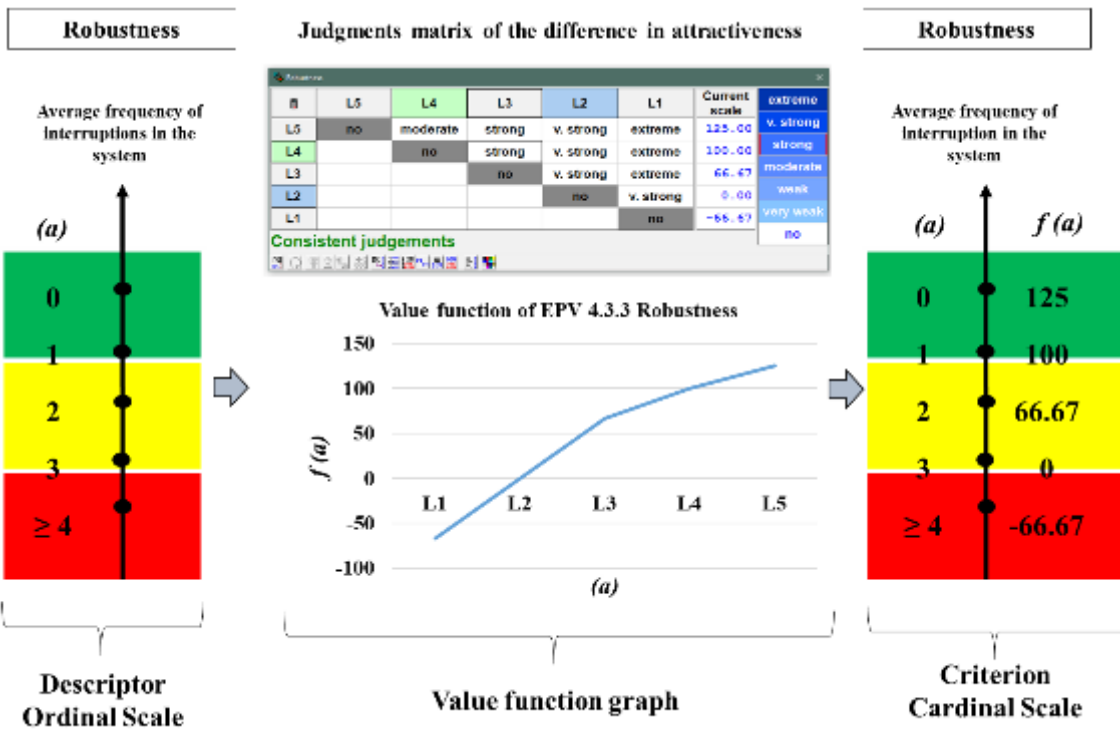 Robustness
Judgments matrix of the difference in attractiveness
Robustness
Average frequency of
interruptions in the
system
(a)
0
1
2
3
≥ 4
Descriptor
Ordinal Scale
Robustness
L5 L4 L3 L2 L1 Current scale
L5 no moderate strong v. strong extreme 125.00
L4 no strong v. strong extreme 100.00
L3 no v. strong extreme 66.67
L2 no v. strong 0.00
L1 no -66.67
extreme
v. strong
strong
moderate
weak
very weak
no
Consistent judgements
Value function of EPV 4.3.3 Robustness
f (a)
150
100
50
0
-50
-100
L1 L2 L3 L4 L5
(a)
Value function graph
Average frequency of
interruption in the
system
(a) f (a)
0 125
1 100
2 66.67
3 0
≥ 4 -66.67
Criterion
Cardinal Scale